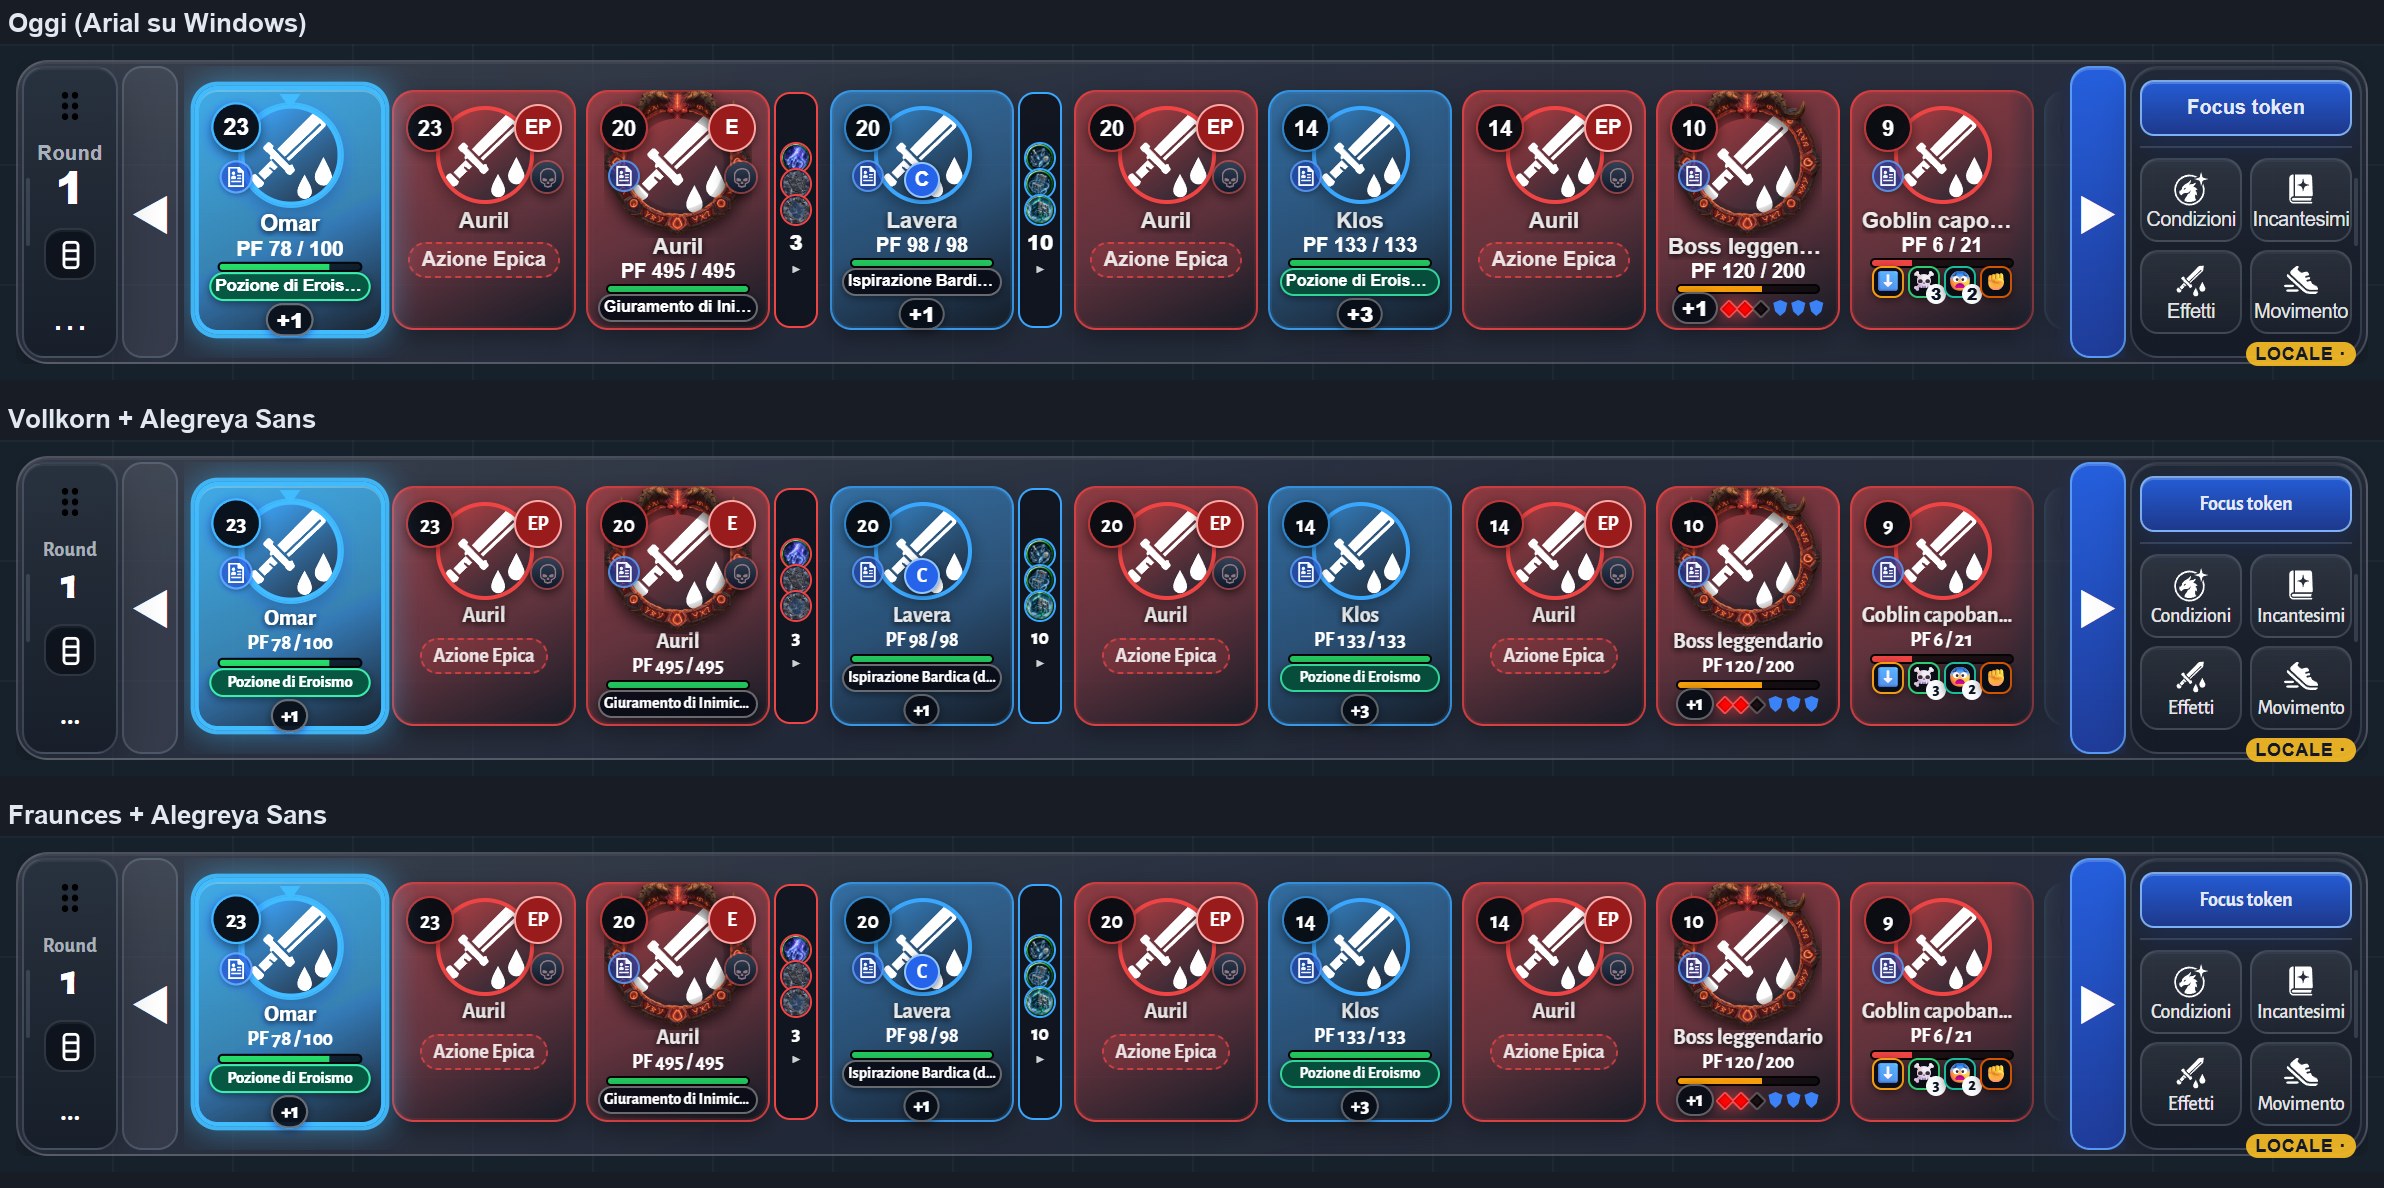 Oggi (Arial su Windows)
Round
1
...
23
Omar
PF 78 / 100
Pozione di Erois...
+1
23
EP
Auril
Azione Epica
20
E
Auril
PF 495 / 495
Giuramento di Ini...
3
20
C
Lavera
PF 98 / 98
Ispirazione Bardi...
+1
10
20
EP
Auril
Azione Epica
14
Klos
PF 133 / 133
Pozione di Erois...
+3
14
EP
Auril
Azione Epica
10
Boss leggen...
PF 120 / 200
+1
9
Goblin capo...
PF 6 / 21
3
2
Focus token
Condizioni
Incantesimi
Effetti
Movimento
LOCALE ·
Vollkorn + Alegreya Sans
Round
1
...
23
Omar
PF 78 / 100
Pozione di Eroismo
+1
23
EP
Auril
Azione Epica
20
E
Auril
PF 495 / 495
Giuramento di Inimic...
3
20
C
Lavera
PF 98 / 98
Ispirazione Bardica (d...
+1
10
20
EP
Auril
Azione Epica
14
Klos
PF 133 / 133
Pozione di Eroismo
+3
14
EP
Auril
Azione Epica
10
Boss leggendario
PF 120 / 200
+1
9
Goblin capoban...
PF 6 / 21
3
2
Focus token
Condizioni
Incantesimi
Effetti
Movimento
LOCALE ·
Fraunces + Alegreya Sans
Round
1
...
23
Omar
PF 78 / 100
Pozione di Eroismo
+1
23
EP
Auril
Azione Epica
20
E
Auril
PF 495 / 495
Giuramento di Inimic...
3
20
C
Lavera
PF 98 / 98
Ispirazione Bardica (d...
+1
10
20
EP
Auril
Azione Epica
14
Klos
PF 133 / 133
Pozione di Eroismo
+3
14
EP
Auril
Azione Epica
10
Boss leggendario
PF 120 / 200
+1
9
Goblin capoban...
PF 6 / 21
3
2
Focus token
Condizioni
Incantesimi
Effetti
Movimento
LOCALE ·